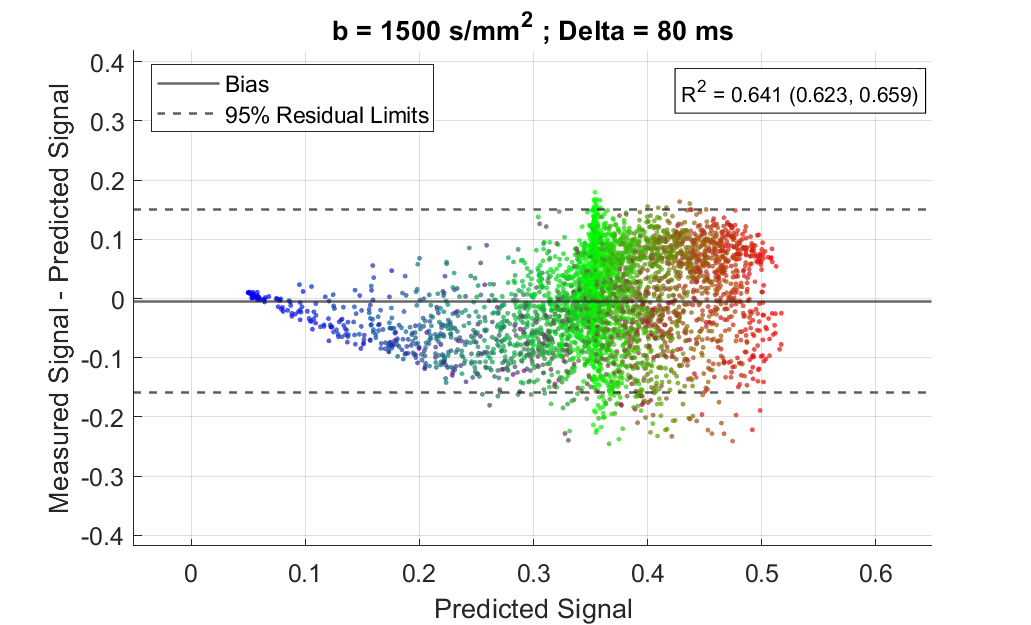 b = 1500 s/mm² ; Delta = 80 ms
Bias
95% Residual Limits
R² = 0.641 (0.623, 0.659)
Measured Signal - Predicted Signal
0.4
0.3
0.2
0.1
0
-0.1
-0.2
-0.3
-0.4
0 0.1 0.2 0.3 0.4 0.5 0.6
Predicted Signal